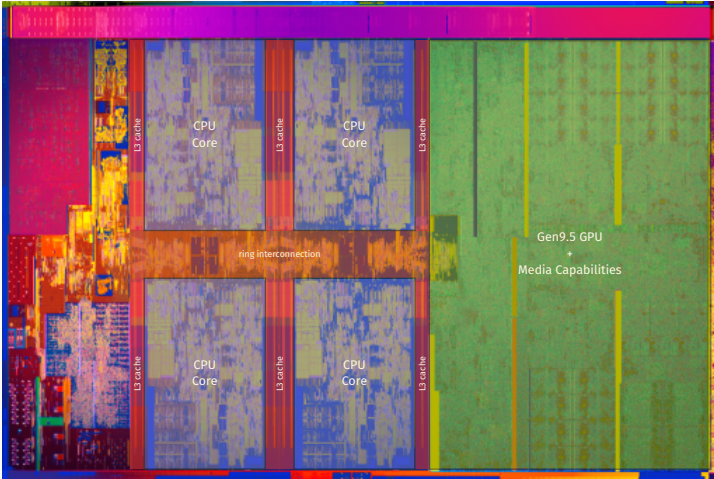 L3 cache
CPU
Core
L3 cache
CPU
Core
L3 cache
ring interconnection
Gen9.5 GPU
+
Media Capabilities
L3 cache
CPU
Core
L3 cache
CPU
Core
L3 cache